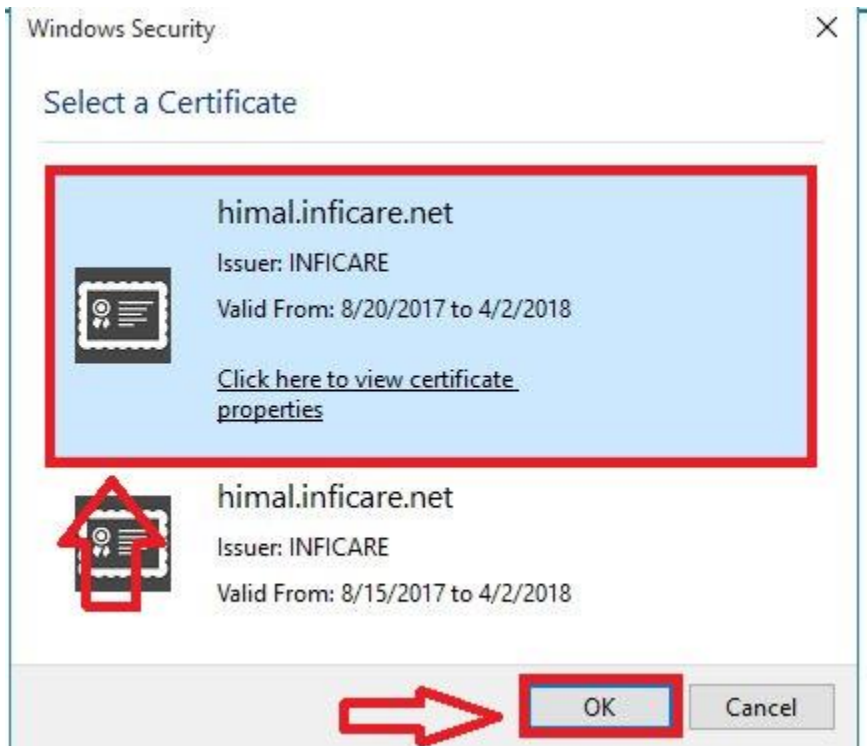 Windows Security
Select a Certificate
himal.inficare.net
Issuer: INFICARE
Valid From: 8/20/2017 to 4/2/2018
Click here to view certificate
properties
himal.inficare.net
Issuer: INFICARE
Valid From: 8/15/2017 to 4/2/2018
OK Cancel